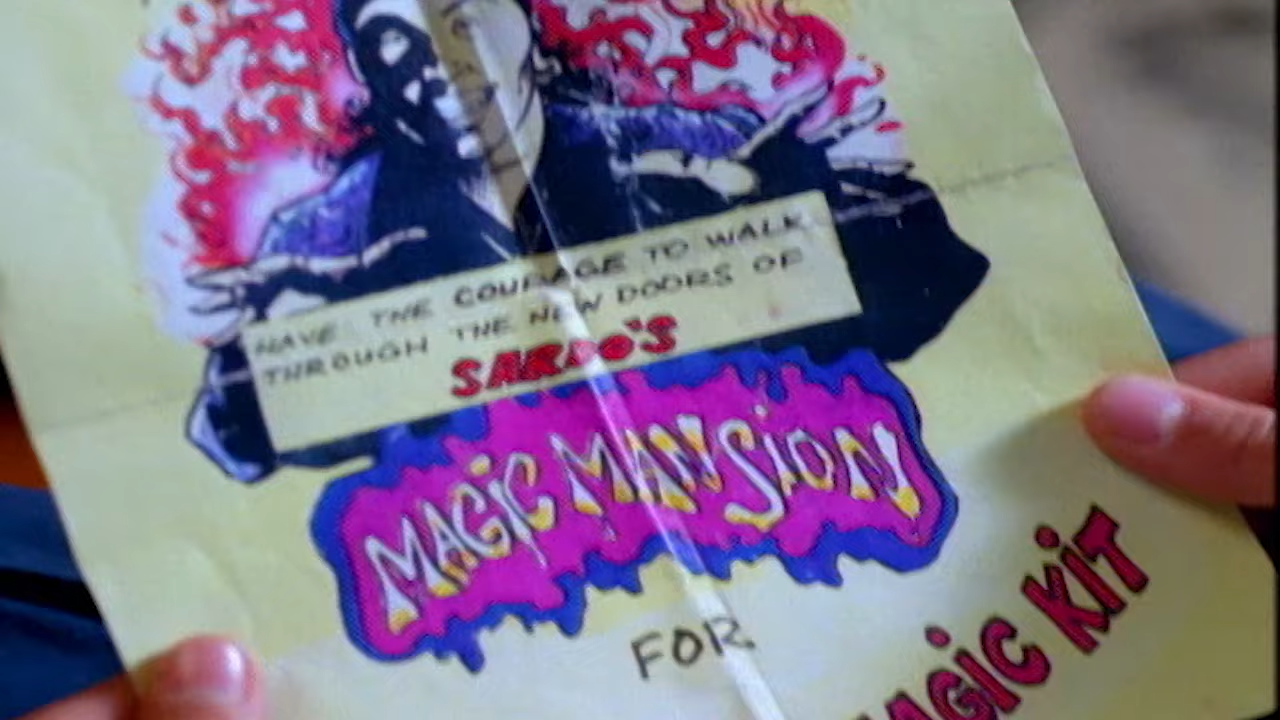 HAVE THE COURAGE TO WALK
THROUGH THE NEW DOORS OF
SARDO'S
MAGIC MANSION
FOR
MAGIC KIT